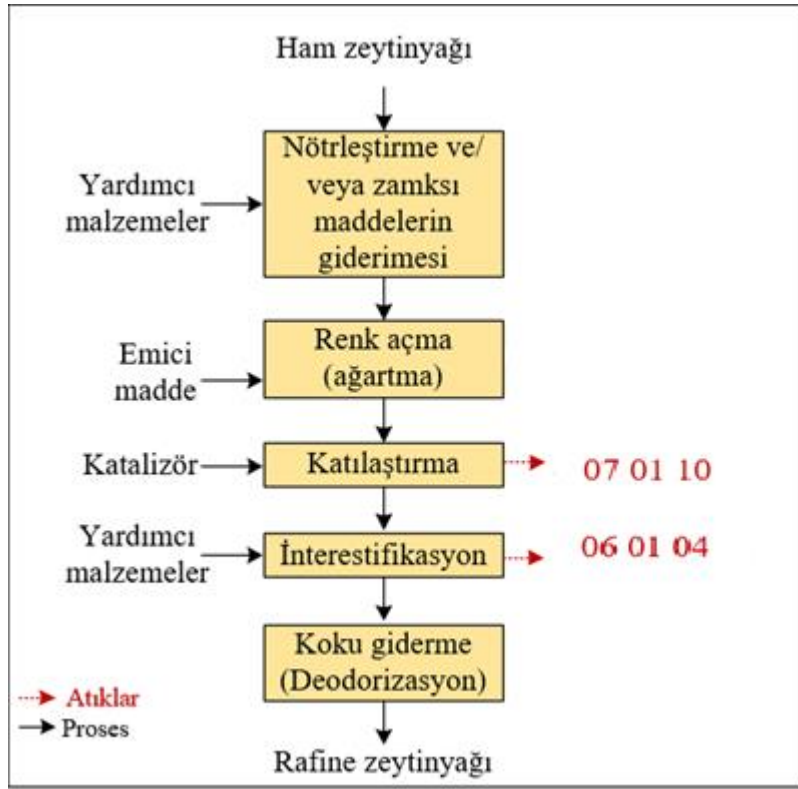 Ham zeytinyağı
Nötrleştirme ve/
veya zamksı
maddelerin
giderimesi
Yardımcı
malzemeler
Renk açma
(ağartma)
Emici
madde
Katalizör
Katılaştırma
07 01 10
Yardımcı
malzemeler
İnterestifikasyon
06 01 04
Koku giderme
(Deodorizasyon)
Atıklar
Proses
Rafine zeytinyağı